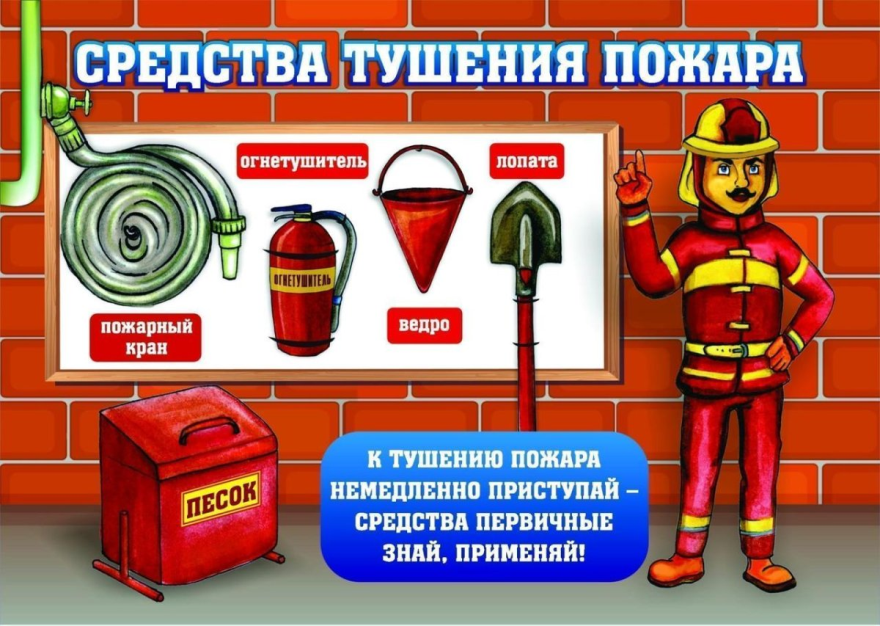 СРЕДСТВА ТУШЕНИЯ ПОЖАРА
ОГНЕТУШИТЕЛЬ
ЛОПАТА
ОГНЕТУШИТЕЛЬ
ПОЖАРНЫЙ
КРАН
ВЕДРО
ПЕСОК
К ТУШЕНИЮ ПОЖАРА
НЕМЕДЛЕННО ПРИСТУПАЙ –
СРЕДСТВА ПЕРВИЧНЫЕ
ЗНАЙ, ПРИМЕНЯЙ!